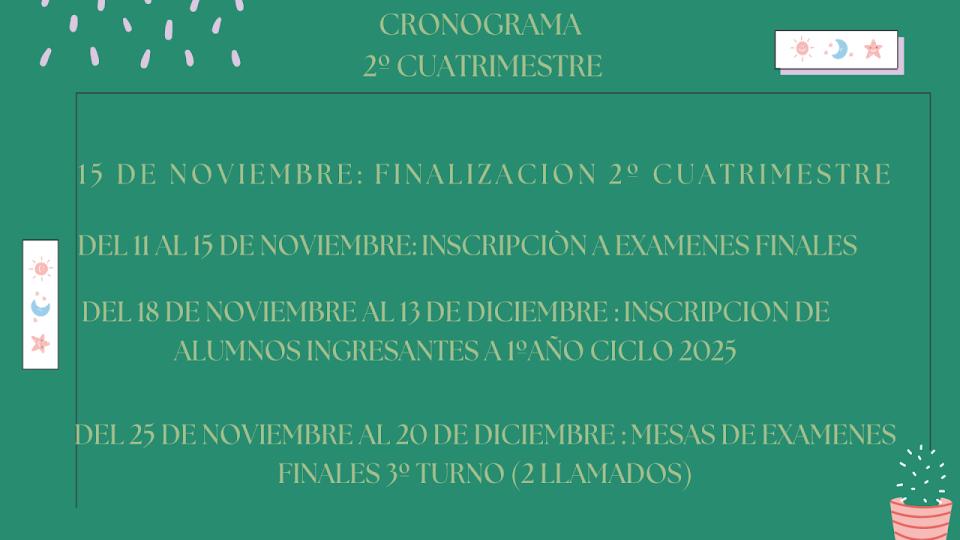 CRONOGRAMA
2º CUATRIMESTRE
15 DE NOVIEMBRE: FINALIZACION 2º CUATRIMESTRE
DEL 11 AL 15 DE NOVIEMBRE: INSCRIPCIÒN A EXAMENES FINALES
DEL 18 DE NOVIEMBRE AL 13 DE DICIEMBRE : INSCRIPCION DE
ALUMNOS INGRESANTES A 1ºAÑO CICLO 2025
DEL 25 DE NOVIEMBRE AL 20 DE DICIEMBRE : MESAS DE EXAMENES
FINALES 3º TURNO (2 LLAMADOS)